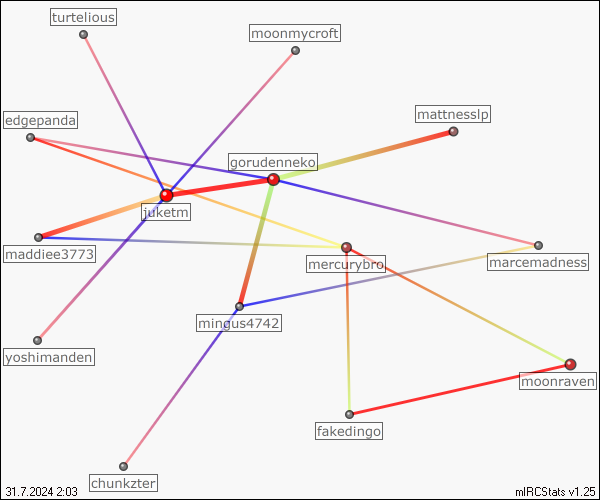 turtelious
moonmycroft
edgepanda
mattnesslp
gorudenneko
juketm
maddiee3773
mercurybro
marcemadness
mingus4742
yoshimanden
moonraven
fakedingo
chunkzter
31.7.2024 2:03
mIRCStats v1.25